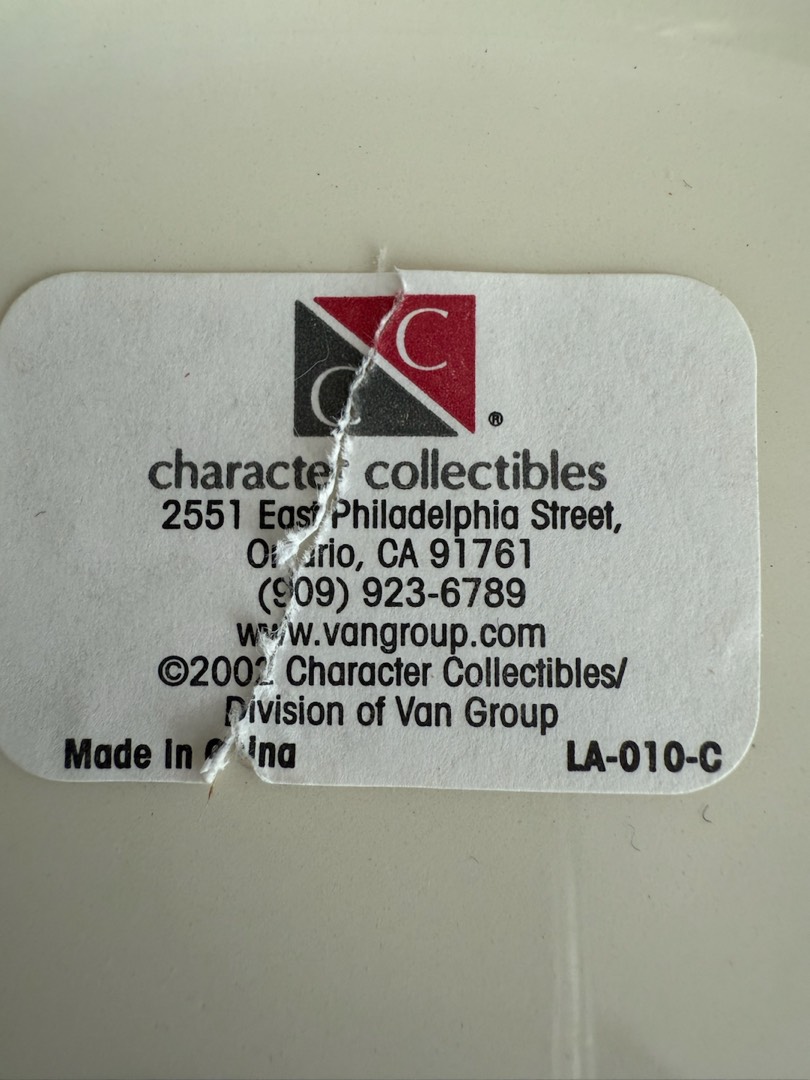 C
C ®
character collectibles
2551 East Philadelphia Street,
Ontario, CA 91761
(909) 923-6789
www.vangroup.com
©2002 Character Collectibles/
Division of Van Group
Made In China
LA-010-C